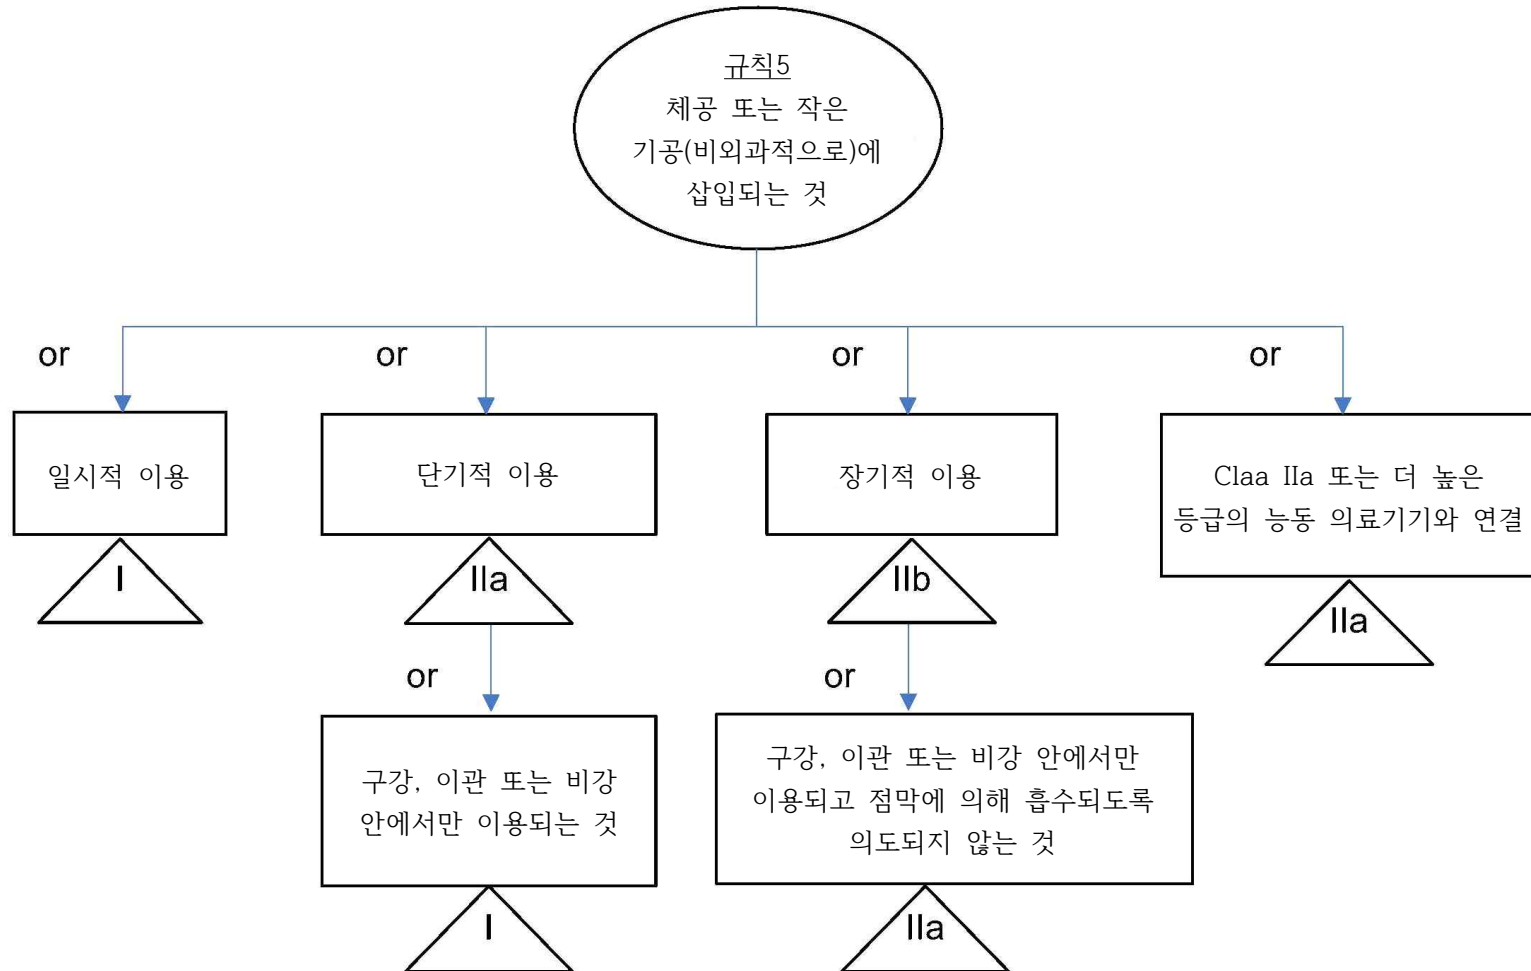 규칙5
체공 또는 작은
기공(비외과적으로)에
삽입되는 것
or
or
or
or
일시적 이용
단기적 이용
장기적 이용
Claa IIa 또는 더 높은
등급의 능동 의료기기와 연결
I
IIa
IIb
IIa
or
or
구강, 이관 또는 비강
안에서만 이용되는 것
구강, 이관 또는 비강 안에서만
이용되고 점막에 의해 흡수되도록
의도되지 않는 것
I
IIa